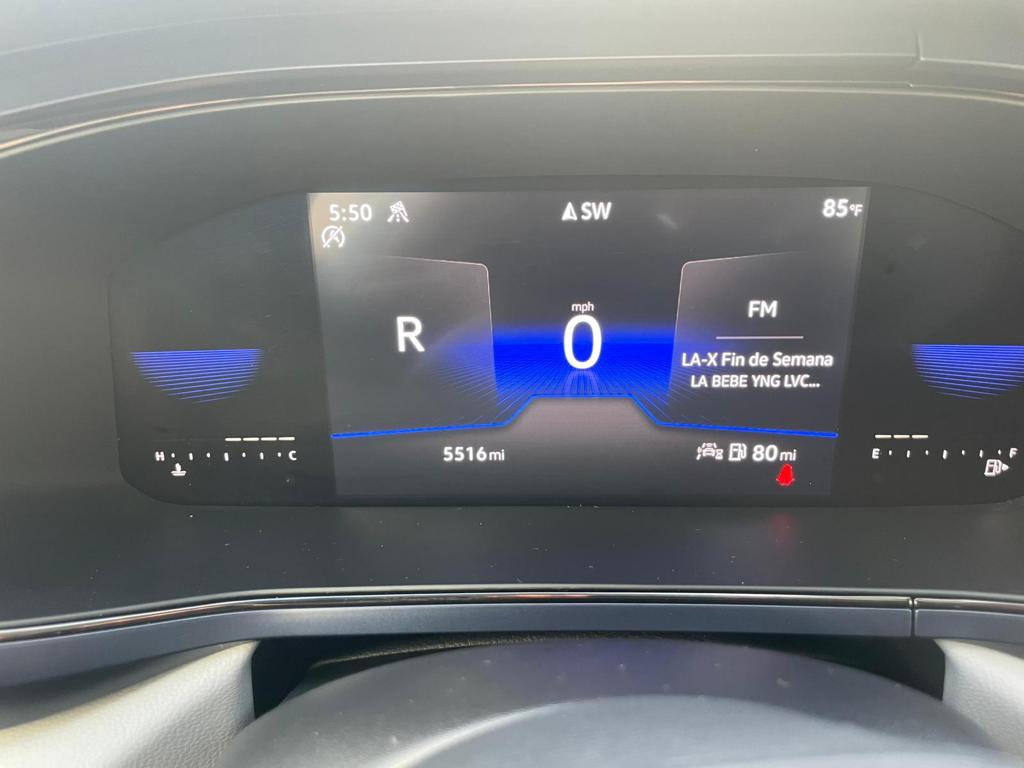 5:50
SW
85°F
R
mph
0
FM
LA-X Fin de Semana
LA BEBE YNG LVC...
5516 mi
80 mi
H C
E F